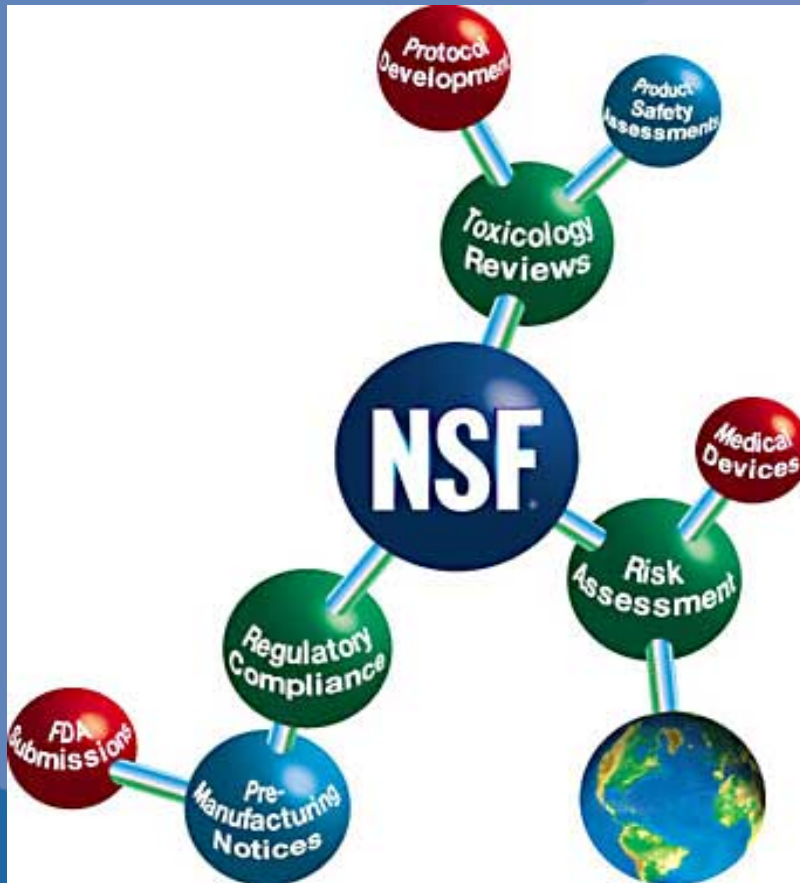 Protocol
Development
Product
Safety
Assessments
Toxicology
Reviews
NSF
Medical
Devices
Risk
Assessment
Regulatory
Compliance
FDA
Submissions
Pre-
Manufacturing
Notices